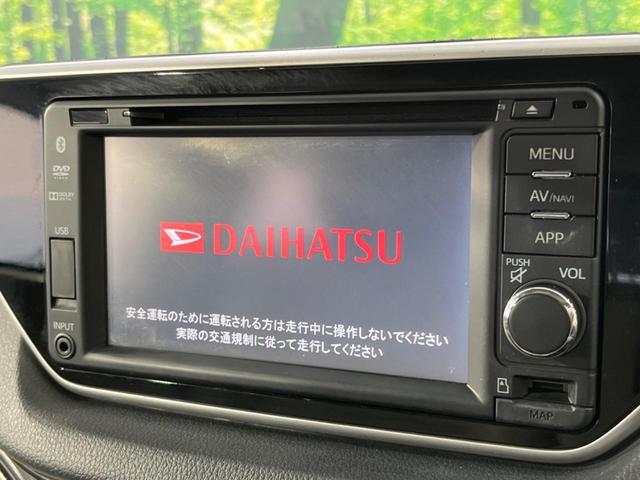 DVD
VIDEO
DOLBY
DIGITAL
USB
INPUT
DAIHATSU
安全運転のために運転される方は走行中に操作しないでください
実際の交通規制に従って走行してください
MENU
AV/NAVI
APP
PUSH
VOL
MAP